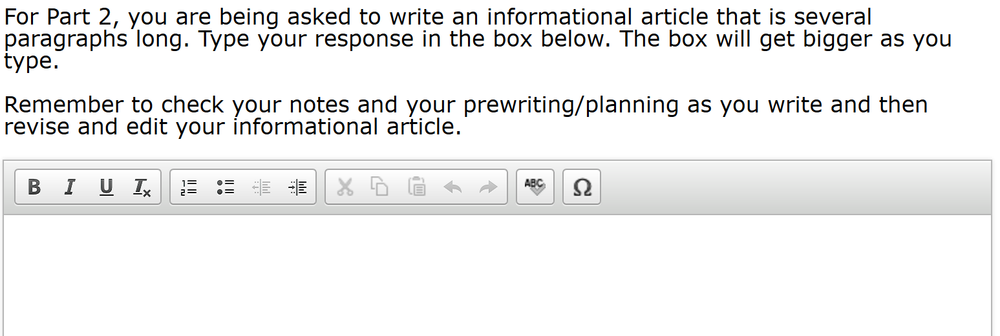 For Part 2, you are being asked to write an informational article that is several
paragraphs long. Type your response in the box below. The box will get bigger as you
type.
Remember to check your notes and your prewriting/planning as you write and then
revise and edit your informational article.
B I U Tx
ABC Ω